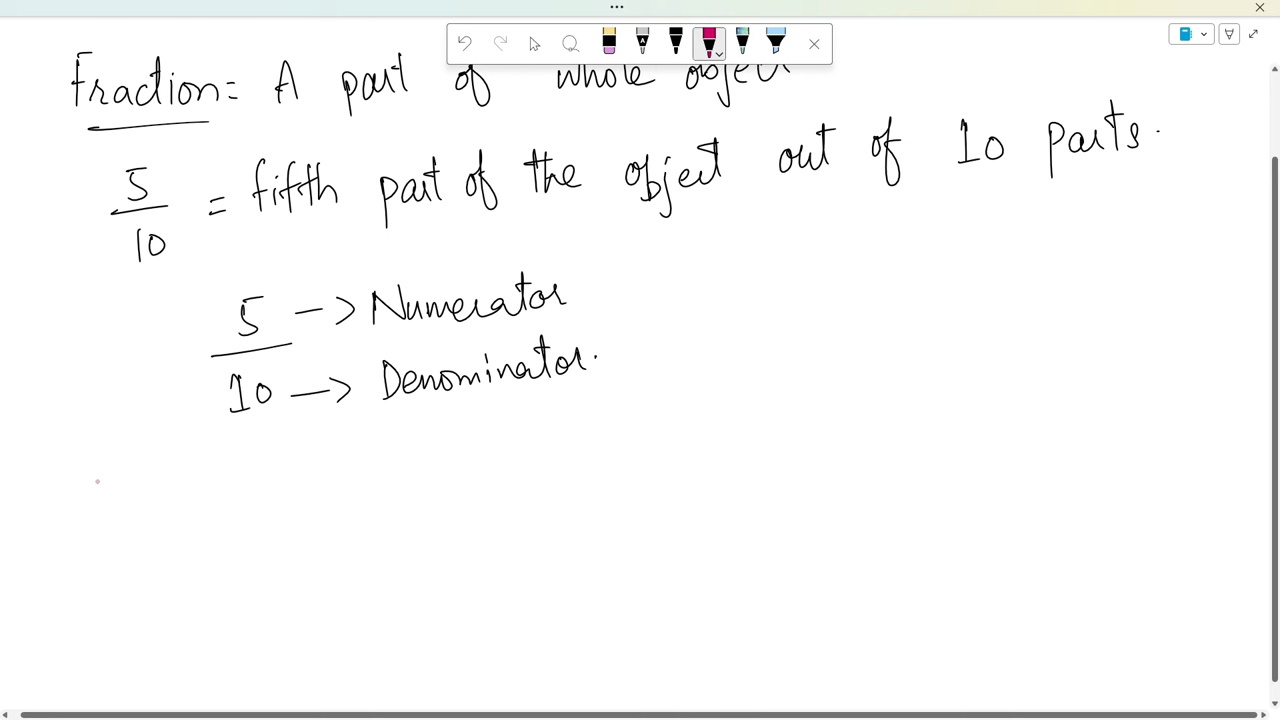 Fraction = A part of whole object
5/10 = fifth part of the object out of 10 parts.
5 -> Numerator
10 -> Denominator.